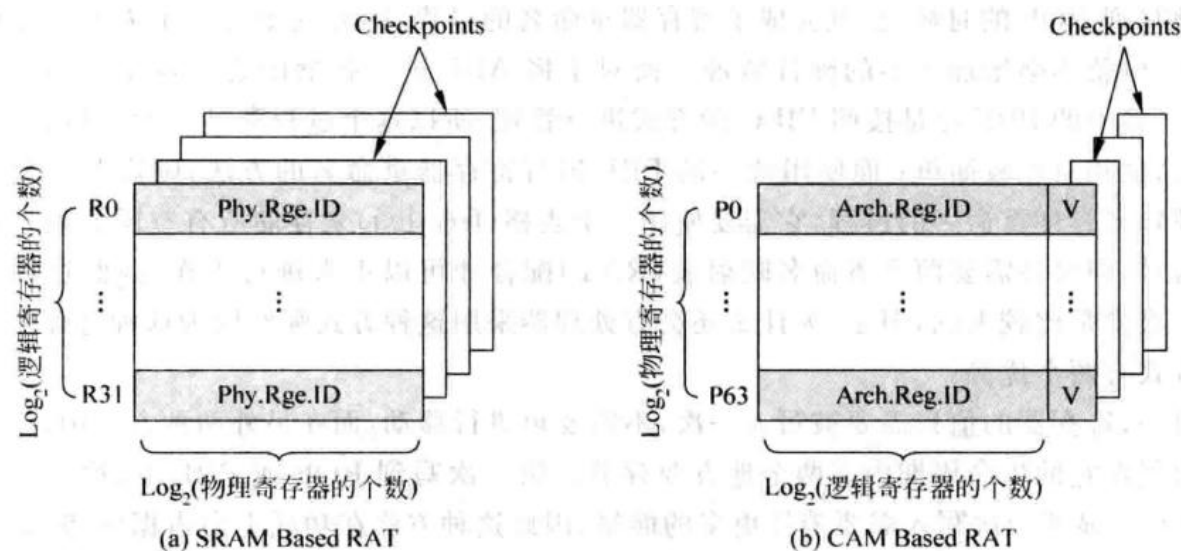 Checkpoints
Log₂(逻辑寄存器的个数)
R0
Phy.Rge.ID
⋮
⋮
R31
Phy.Rge.ID
Log₂(物理寄存器的个数)
(a) SRAM Based RAT
Checkpoints
Log₂(物理寄存器的个数)
P0
Arch.Reg.ID
V
⋮
⋮
P63
Arch.Reg.ID
V
Log₂(逻辑寄存器的个数)
(b) CAM Based RAT